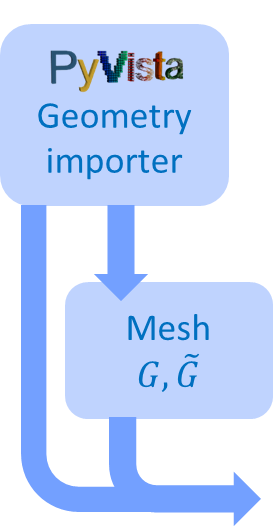 PyVista
Geometry
importer
Mesh
G, G̃